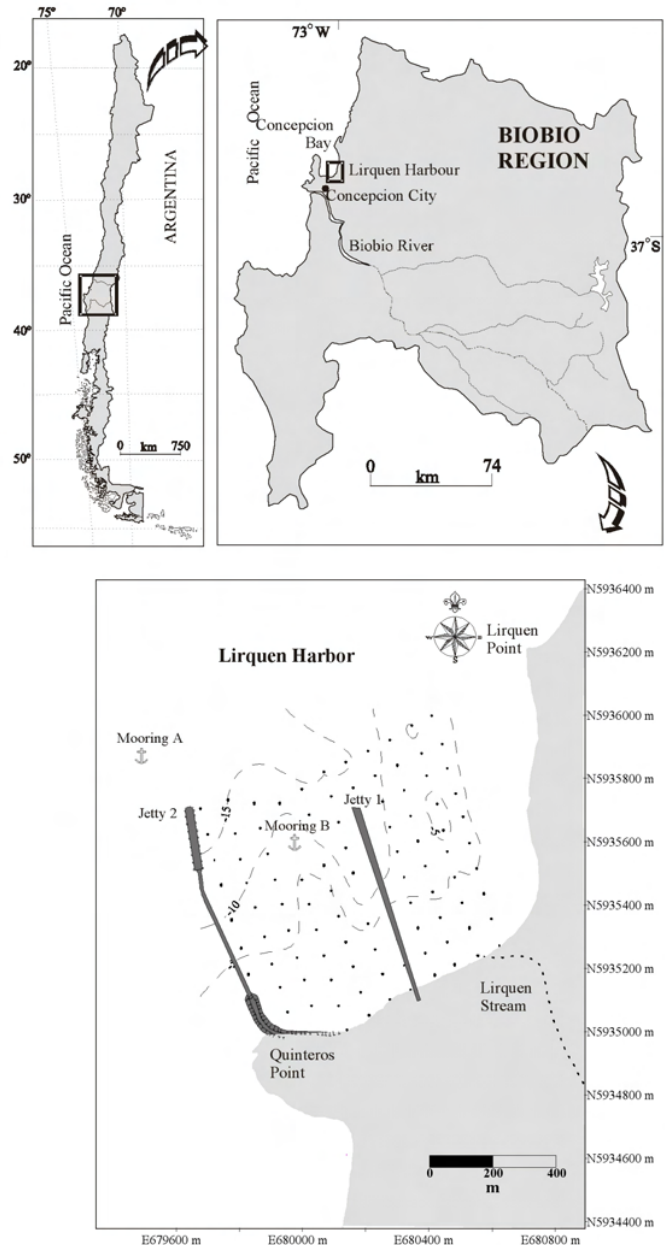 75°
70°
20°
30°
40°
50°
Pacific Ocean
ARGENTINA
0 km 750
73°W
Pacific Ocean
Concepcion
Bay
BIOBIO
REGION
Lirquen Harbour
Concepcion City
Biobio River
37°S
0 74
km
Lirquen Harbor
W
E
S
Lirquen
Point
Mooring A
Jetty 2
Jetty 1
Mooring B
-15
-10
-5
Lirquen
Stream
Quinteros
Point
0 200 400
m
N5936400 m
N5936200 m
N5936000 m
N5935800 m
N5935600 m
N5935400 m
N5935200 m
N5935000 m
N5934800 m
N5934600 m
N5934400 m
E679600 m
E680000 m
E680400 m
E680800 m